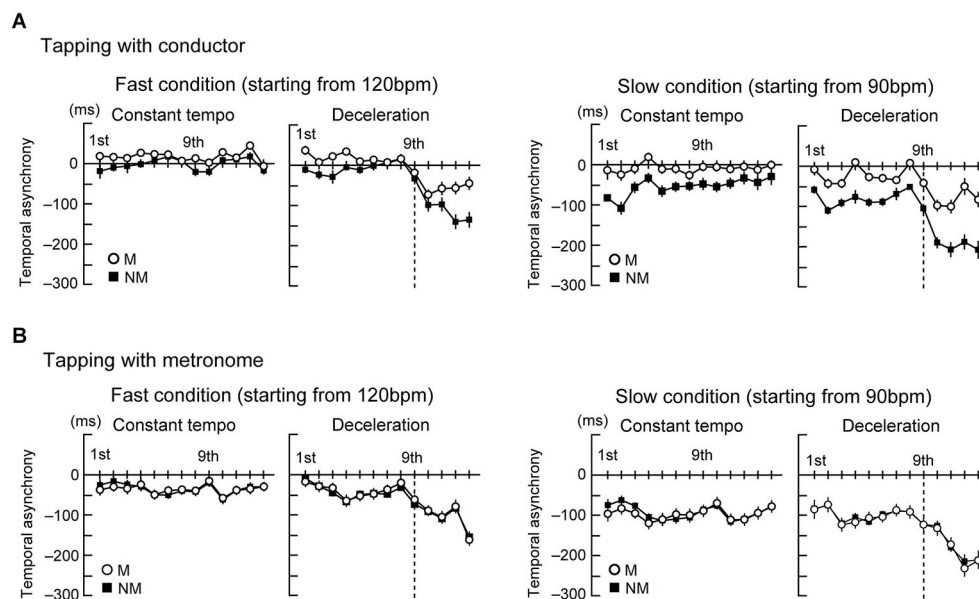 A
Tapping with conductor
Fast condition (starting from 120bpm)
(ms) Constant tempo Deceleration
1st 9th 1st 9th
0
−100
−200
−300
Temporal asynchrony
M
NM
Slow condition (starting from 90bpm)
(ms) Constant tempo Deceleration
1st 9th 1st 9th
0
−100
−200
−300
Temporal asynchrony
M
NM
B
Tapping with metronome
Fast condition (starting from 120bpm)
(ms) Constant tempo Deceleration
1st 9th 1st 9th
0
−100
−200
−300
Temporal asynchrony
M
NM
Slow condition (starting from 90bpm)
(ms) Constant tempo Deceleration
1st 9th 1st 9th
0
−100
−200
−300
Temporal asynchrony
M
NM